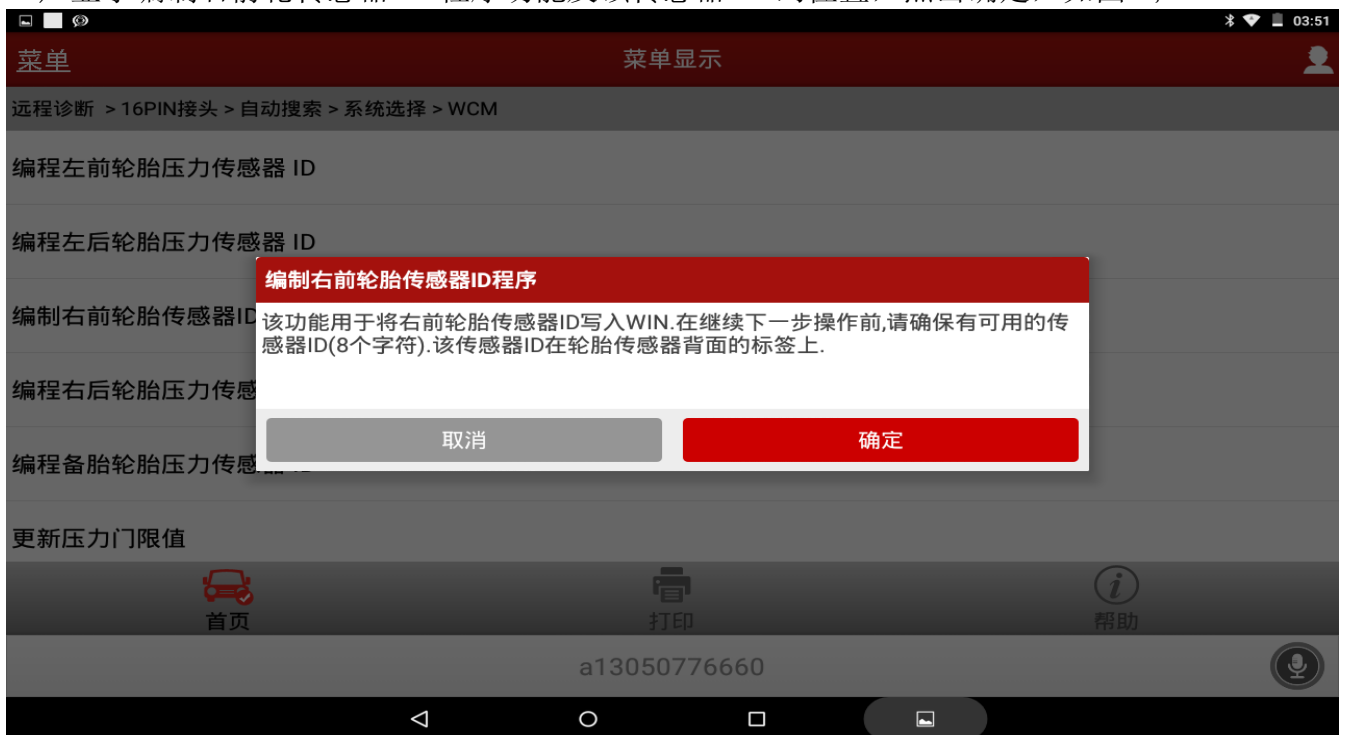 03:51
菜单
菜单显示
远程诊断 > 16PIN接头 > 自动搜索 > 系统选择 > WCM
编程左前轮胎压力传感器 ID
编程左后轮胎压力传感器 ID
编制右前轮胎传感器ID
编程右后轮胎压力传感
编程备胎轮胎压力传感
更新压力门限值
编制右前轮胎传感器ID程序
该功能用于将右前轮胎传感器ID写入WIN.在继续下一步操作前,请确保有可用的传
感器ID(8个字符).该传感器ID在轮胎传感器背面的标签上.
取消
确定
首页
打印
帮助
a13050776660